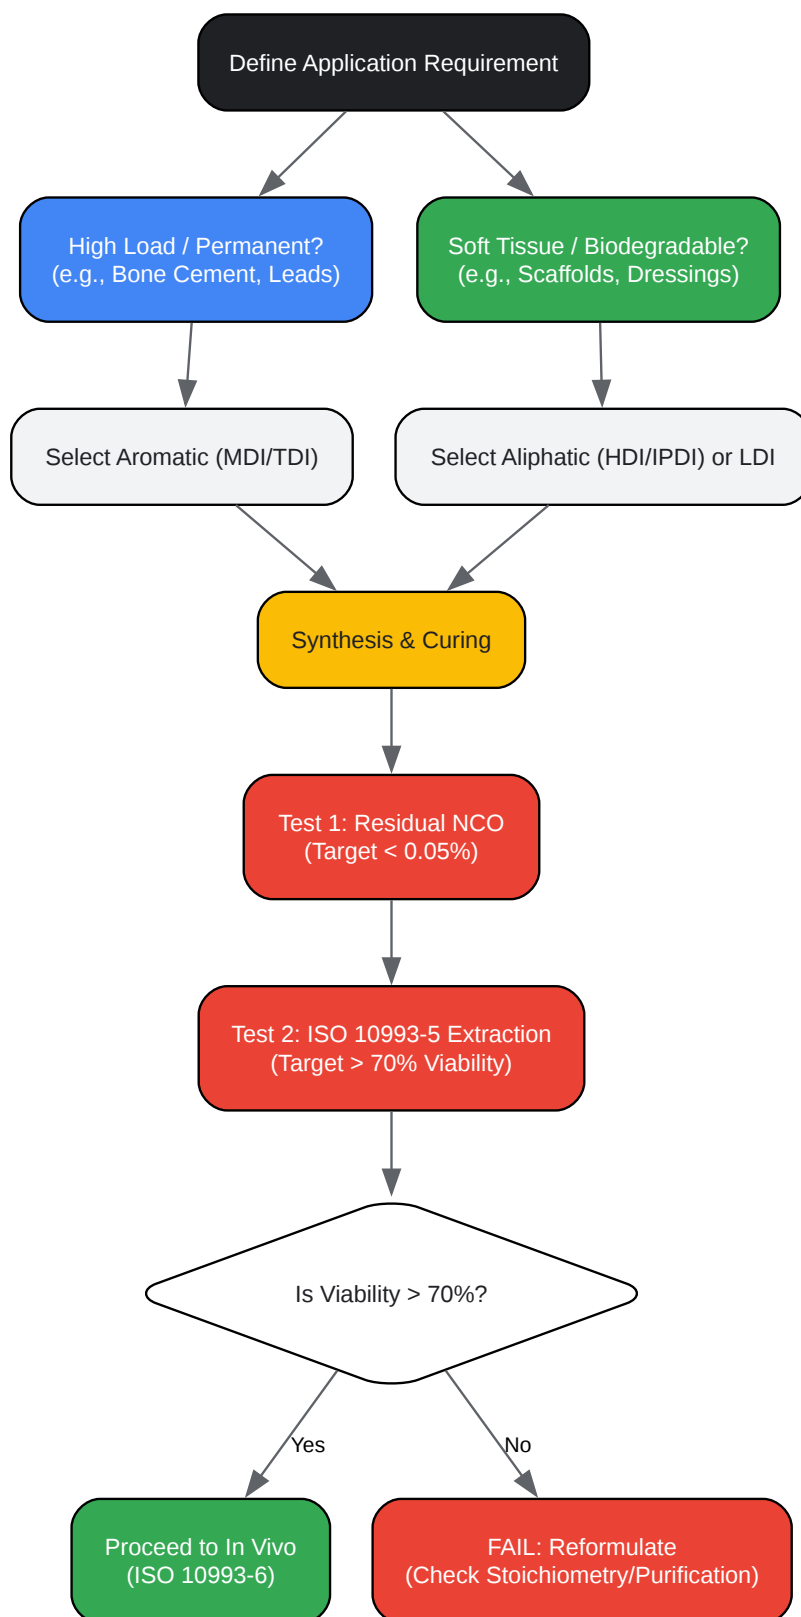 Define Application Requirement
High Load / Permanent?
(e.g., Bone Cement, Leads)
Soft Tissue / Biodegradable?
(e.g., Scaffolds, Dressings)
Select Aromatic (MDI/TDI)
Select Aliphatic (HDI/IPDI) or LDI
Synthesis & Curing
Test 1: Residual NCO
(Target < 0.05%)
Test 2: ISO 10993-5 Extraction
(Target > 70% Viability)
Is Viability > 70%?
Yes
No
Proceed to In Vivo
(ISO 10993-6)
FAIL: Reformulate
(Check Stoichiometry/Purification)